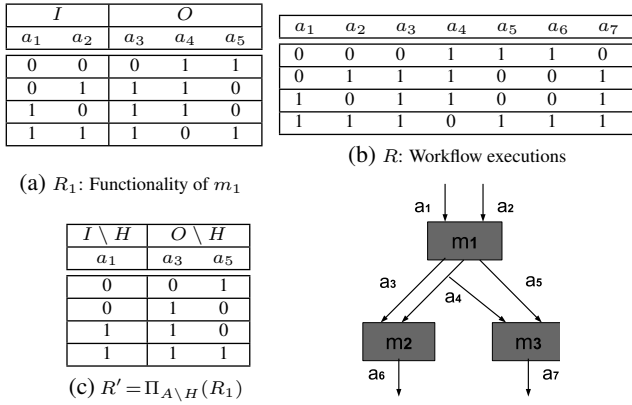 I O
a1 a2 a3 a4 a5
0 0 0 1 1
0 1 1 1 0
1 0 1 1 0
1 1 1 0 1
(a) R1: Functionality of m1
a1 a2 a3 a4 a5 a6 a7
0 0 0 1 1 1 0
0 1 1 1 0 0 1
1 0 1 1 0 0 1
1 1 1 0 1 1 1
(b) R: Workflow executions
I \ H O \ H
a1 a3 a5
0 0 1
0 1 0
1 1 0
1 1 1
(c) R′ = ΠA\H(R1)
a1 a2
m1
a3 a4 a5
m2 m3
a6 a7